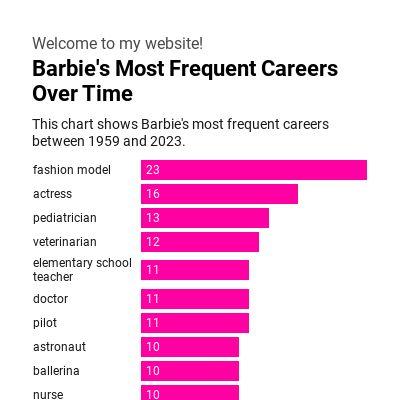 Welcome to my website!
Barbie's Most Frequent Careers
Over Time
This chart shows Barbie's most frequent careers
between 1959 and 2023.
fashion model 23
actress 16
pediatrician 13
veterinarian 12
elementary school
teacher 11
doctor 11
pilot 11
astronaut 10
ballerina 10
nurse 10